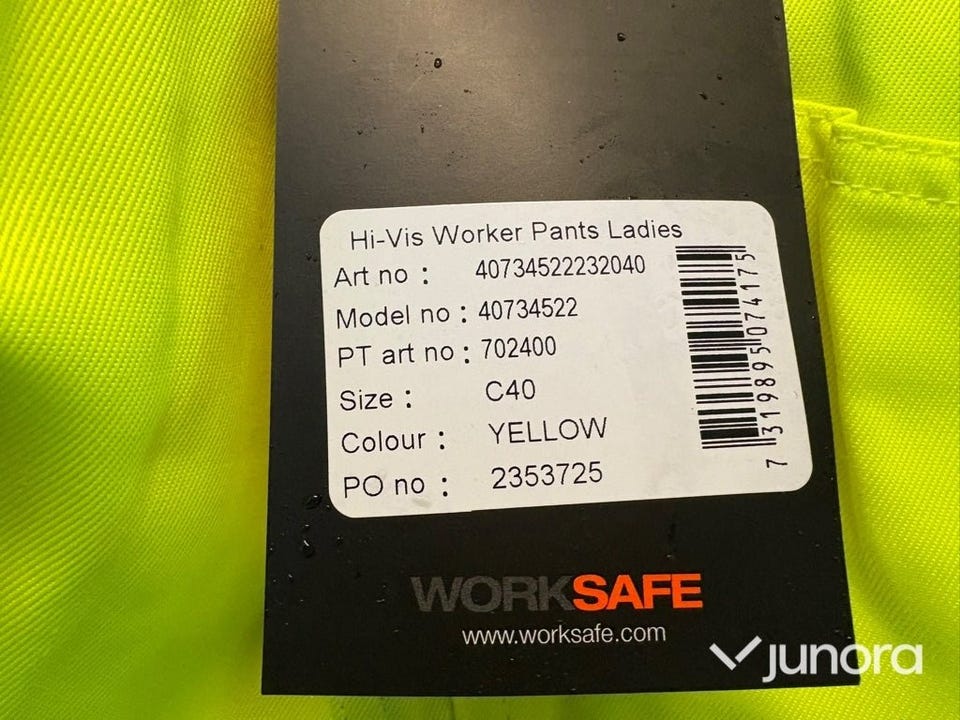 Hi-Vis Worker Pants Ladies
Art no : 40734522232040
Model no : 40734522
PT art no : 702400
Size : C40
Colour : YELLOW
PO no : 2353725
7 319895 074175
WORKSAFE
www.worksafe.com
junora